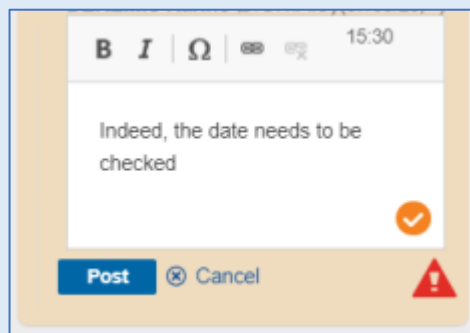 B I Ω 15:30
Indeed, the date needs to be
checked
Post Cancel